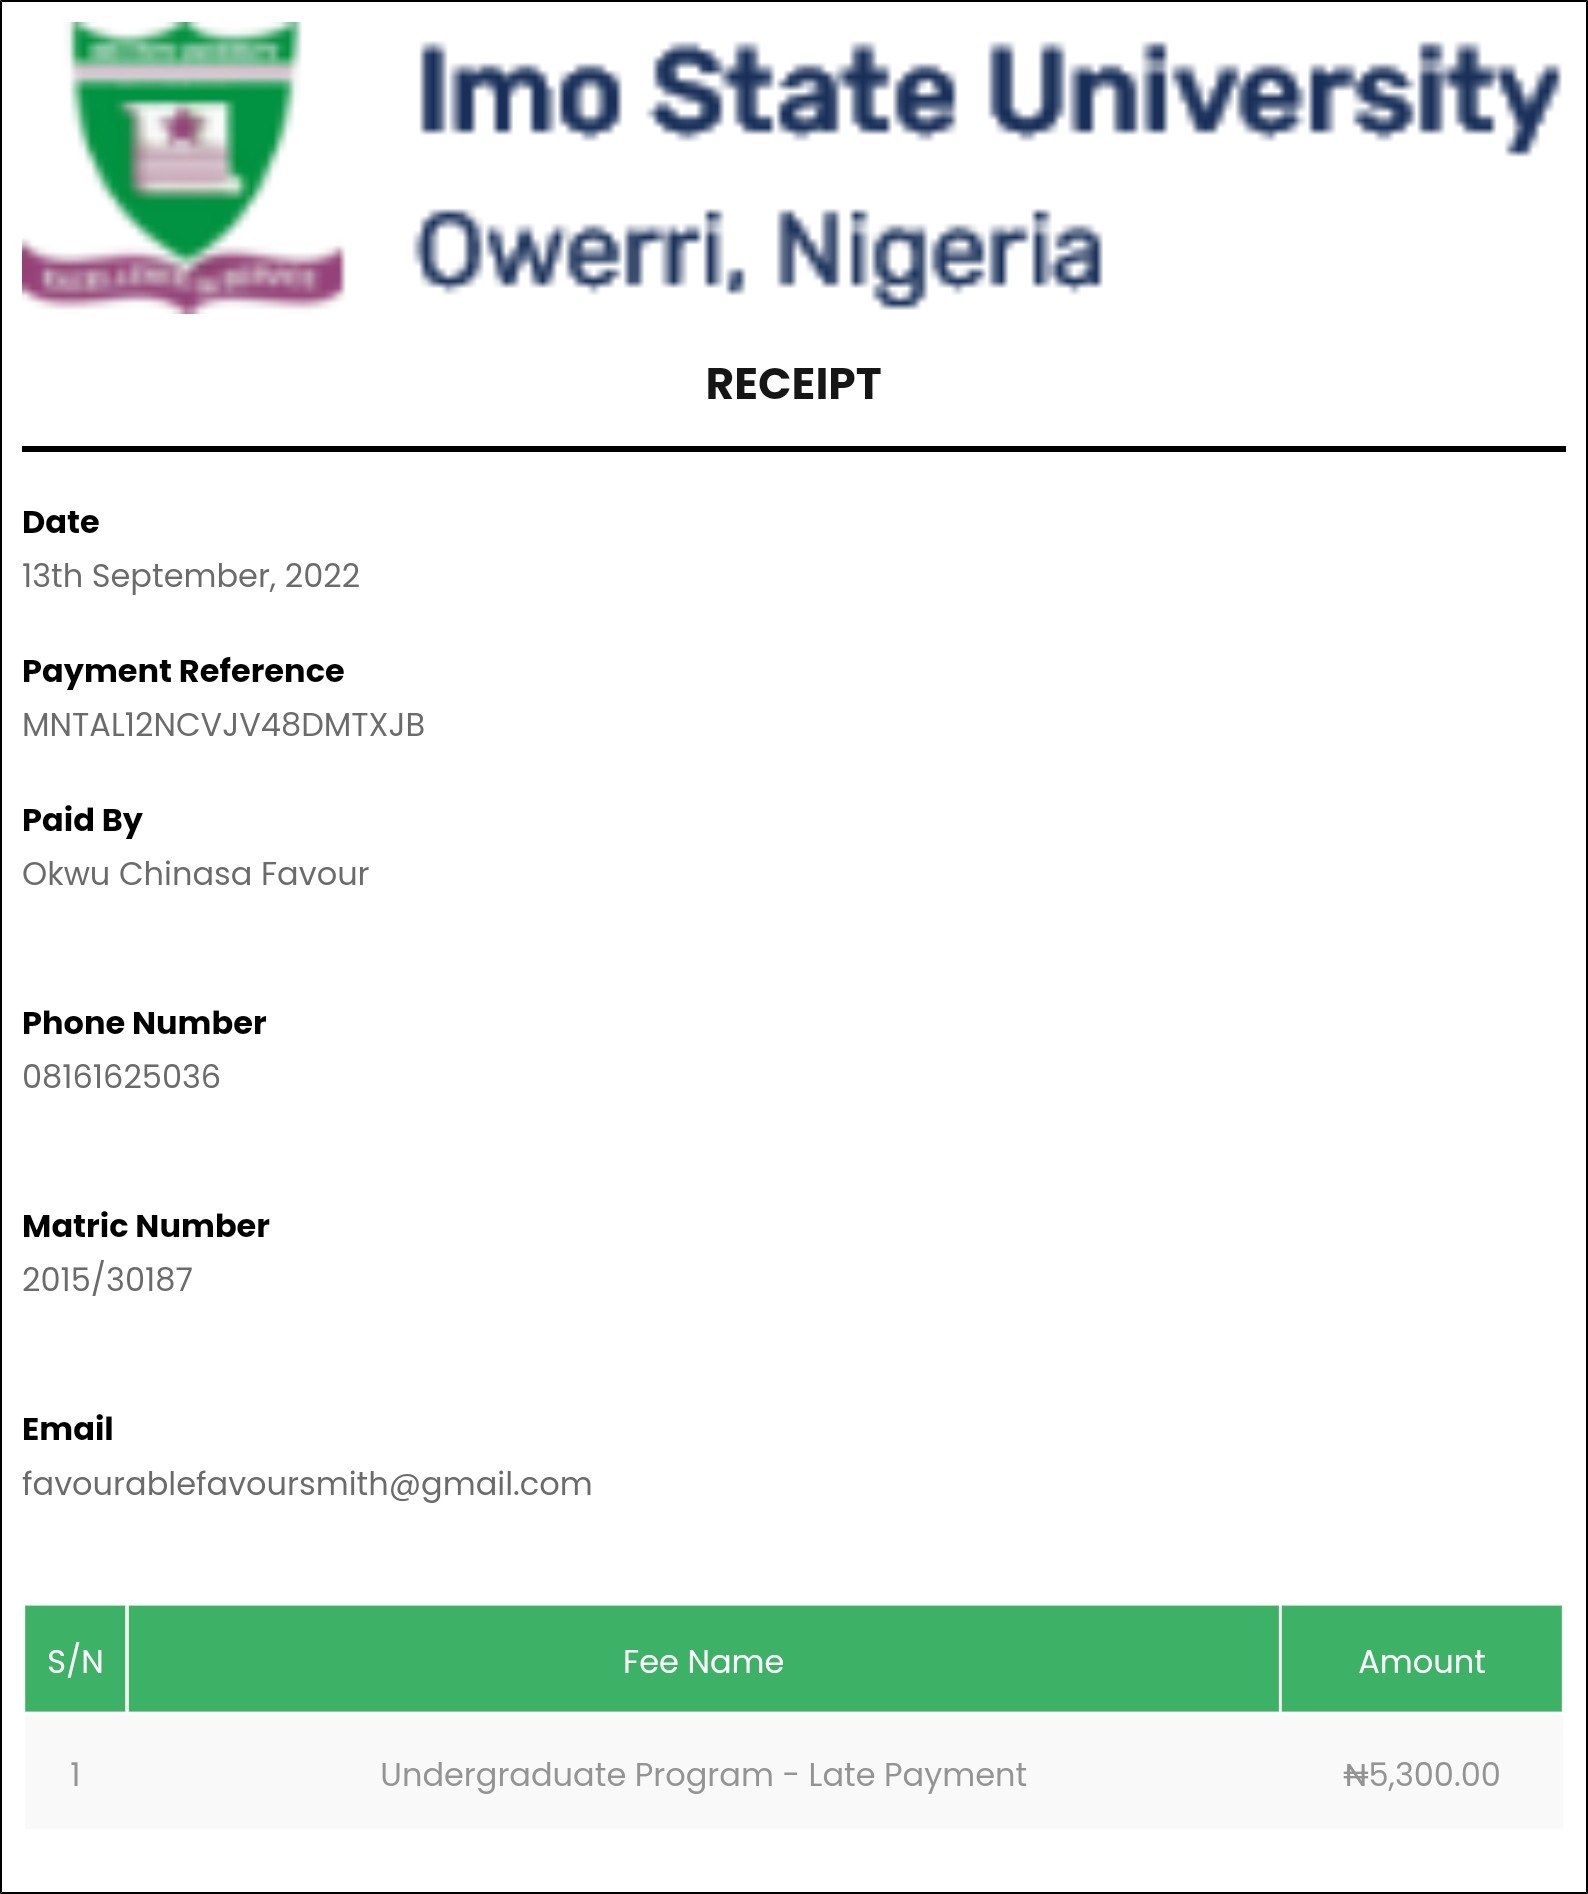 Imo State University
Owerri, Nigeria
RECEIPT
Date
13th September, 2022
Payment Reference
MNTAL12NCVJV48DMTXJB
Paid By
Okwu Chinasa Favour
Phone Number
08161625036
Matric Number
2015/30187
Email
favourablefavoursmith@gmail.com
S/N Fee Name Amount
1 Undergraduate Program - Late Payment ₦5,300.00